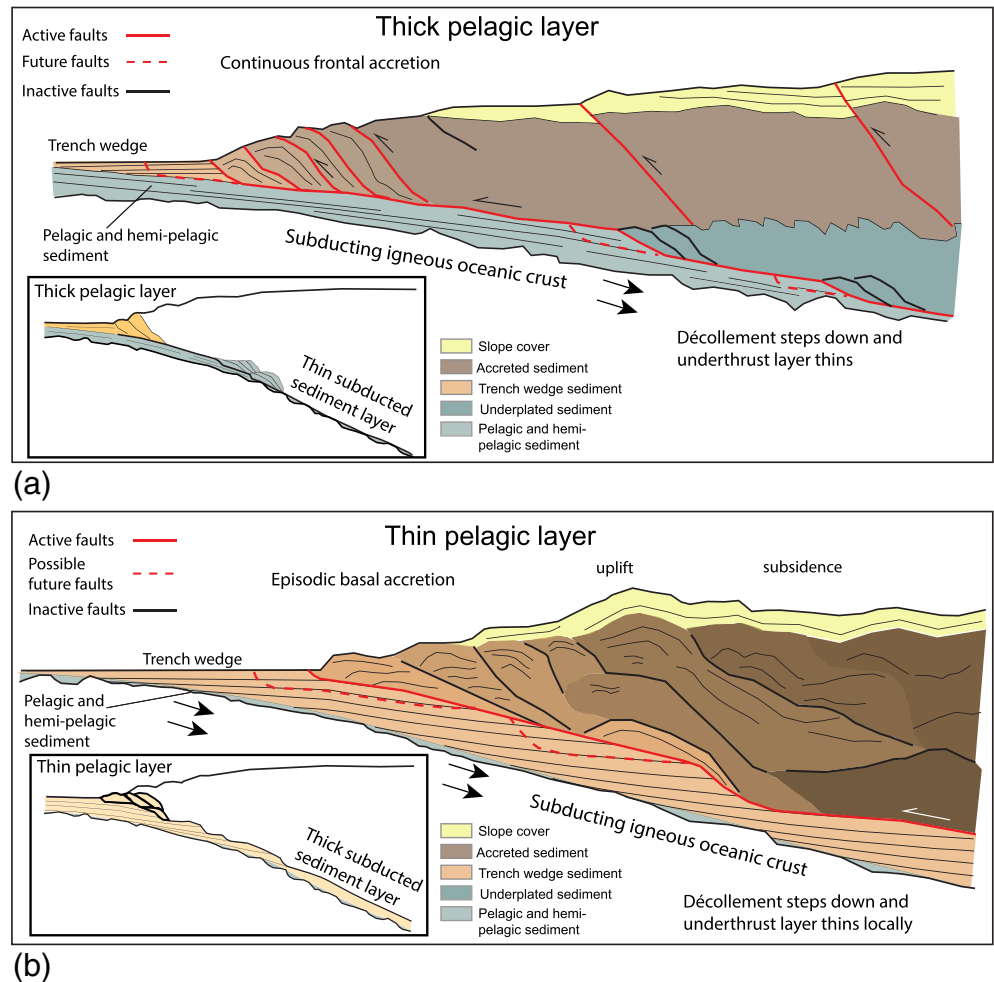 Thick pelagic layer
Active faults
Future faults
Inactive faults
Continuous frontal accretion
Trench wedge
Pelagic and hemi-pelagic
sediment
Subducting igneous oceanic crust
Décollement steps down and
underthrust layer thins
Thick pelagic layer
Thin subducted
sediment layer
Slope cover
Accreted sediment
Trench wedge sediment
Underplated sediment
Pelagic and hemi-
pelagic sediment
(a)
Thin pelagic layer
Active faults
Possible
future faults
Inactive faults
Episodic basal accretion
uplift
subsidence
Trench wedge
Pelagic and
hemi-pelagic
sediment
Subducting igneous oceanic crust
Décollement steps down and
underthrust layer thins locally
Thin pelagic layer
Thick subducted
sediment layer
Slope cover
Accreted sediment
Trench wedge sediment
Underplated sediment
Pelagic and hemi-
pelagic sediment
(b)